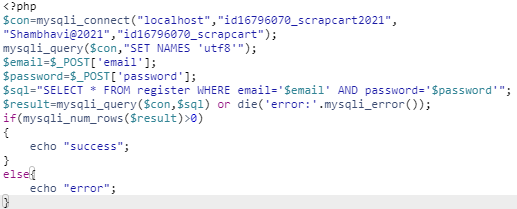 <?php
$con=mysqli_connect("localhost","id16796070_scrapcart2021",
"Shambhavi@2021","id16796070_scrapcart");
mysqli_query($con,"SET NAMES 'utf8'");
$email=$_POST['email'];
$password=$_POST['password'];
$sql="SELECT * FROM register WHERE email='$email' AND password='$password'";
$result=mysqli_query($con,$sql) or die('error:'.mysqli_error());
if(mysqli_num_rows($result)>0)
{
    echo "success";
}
else{
    echo "error";
}